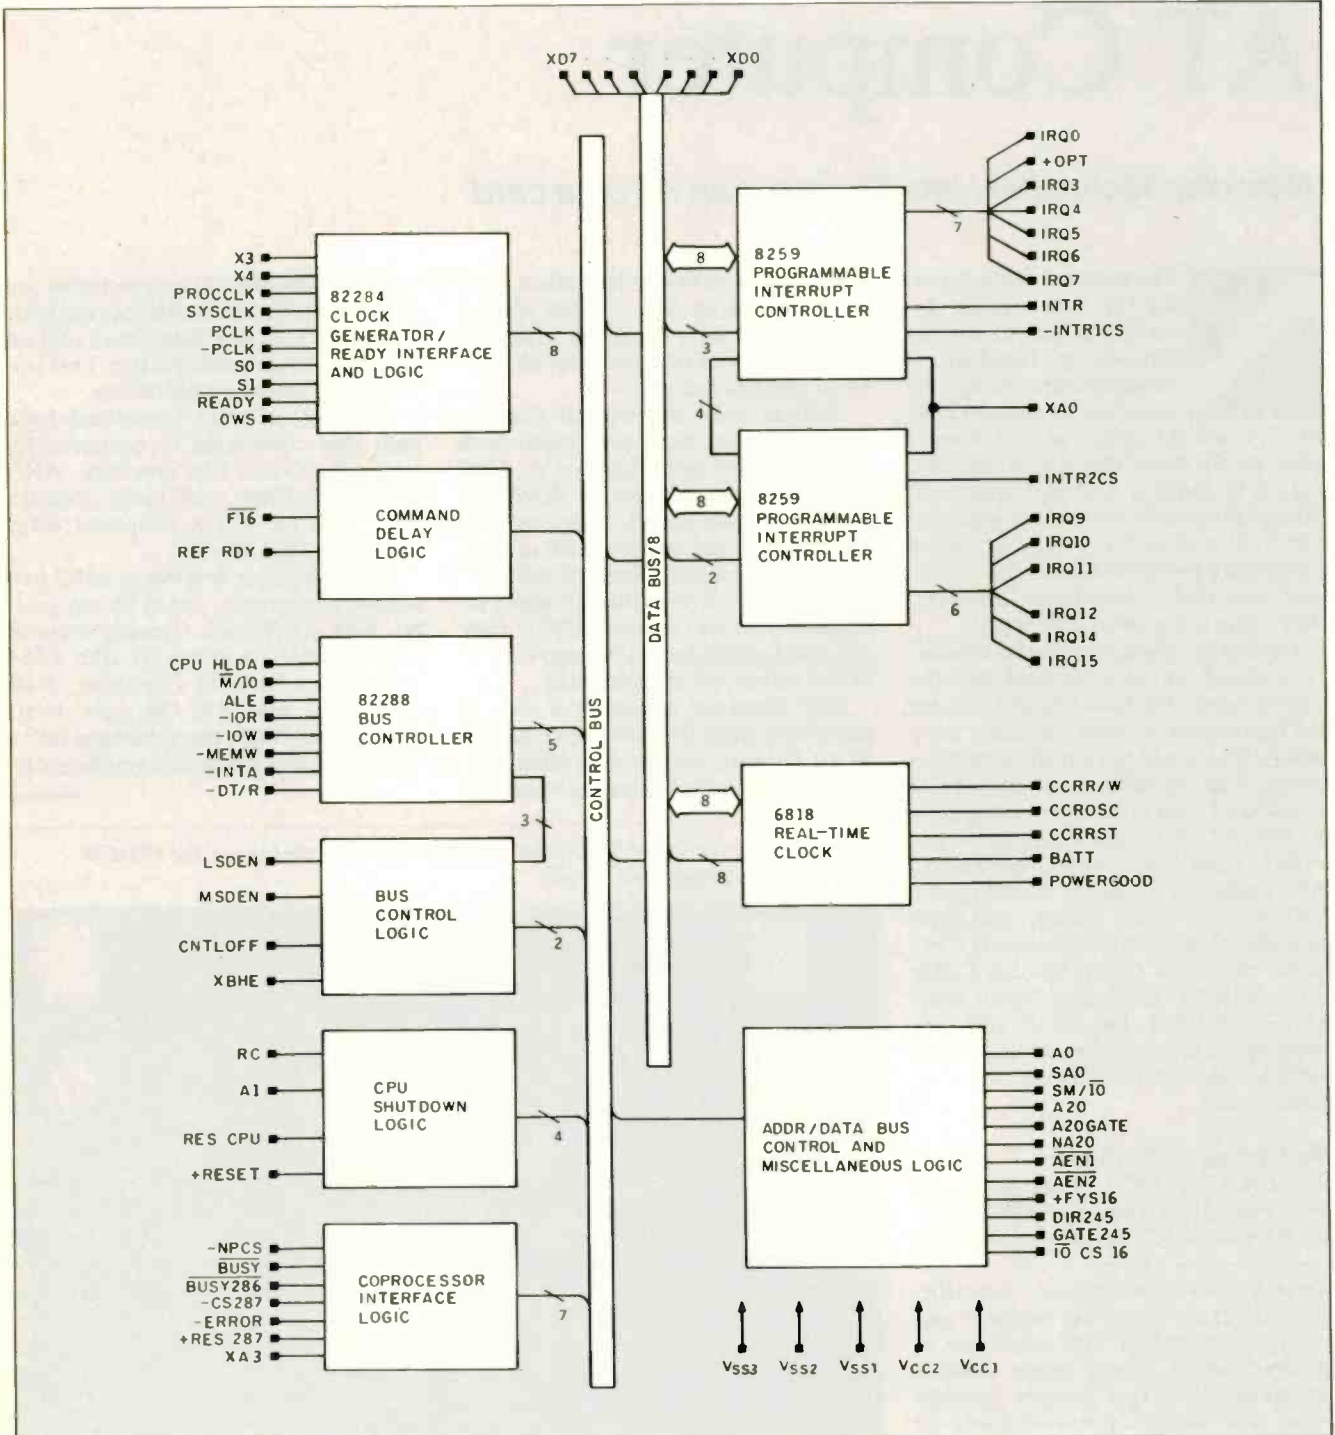 XD7 XD0
X3
X4
PROCCLK
SYSCLK
PCLK
-PCLK
S0
S1
READY
OWS
82284
CLOCK
GENERATOR/
READY INTERFACE
AND LOGIC
8
F16
REF RDY
COMMAND
DELAY
LOGIC
CPU HLDA
M/IO
ALE
-IOR
-IOW
-MEMW
-INTA
-DT/R
82288
BUS
CONTROLLER
5
3
LSDEN
MSDEN
CNTLOFF
XBHE
BUS
CONTROL
LOGIC
2
RC
A1
RES CPU
+RESET
CPU
SHUTDOWN
LOGIC
4
-NPCS
BUSY
BUSY286
-CS287
-ERROR
+RES 287
XA3
COPROCESSOR
INTERFACE
LOGIC
7
CONTROL BUS
DATA BUS/8
8
3
8259
PROGRAMMABLE
INTERRUPT
CONTROLLER
7
IRQ0
+OPT
IRQ3
IRQ4
IRQ5
IRQ6
IRQ7
INTR
-INTR1CS
4
XA0
8
2
8259
PROGRAMMABLE
INTERRUPT
CONTROLLER
INTR2CS
6
IRQ9
IRQ10
IRQ11
IRQ12
IRQ14
IRQ15
8
8
6818
REAL-TIME
CLOCK
CCRR/W
CCROSC
CCRRST
BATT
POWERGOOD
ADDR/DATA BUS
CONTROL AND
MISCELLANEOUS LOGIC
A0
SA0
SM/IO
A20
A20GATE
NA20
AEN1
AEN2
+FYS16
DIR245
GATE245
IO CS 16
VSS3 VSS2 VSS1 VCC2 VCC1